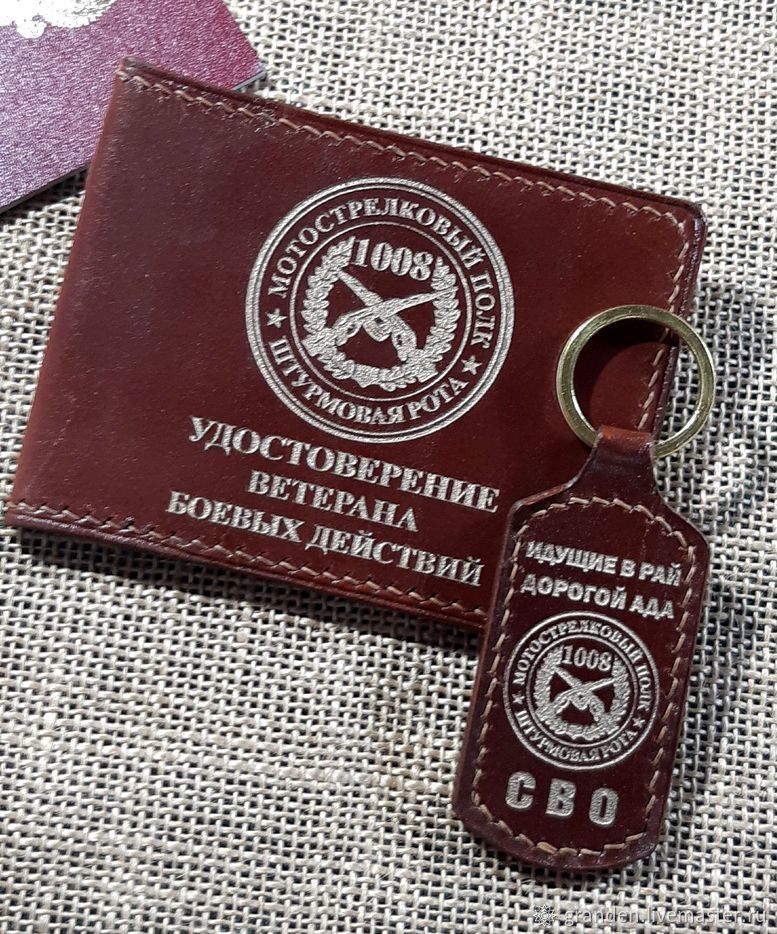 МОТОСТРЕЛКОВЫЙ ПОЛК
1008
ШТУРМОВАЯ РОТА
УДОСТОВЕРЕНИЕ
ВЕТЕРАНА
БОЕВЫХ ДЕЙСТВИЙ
ИДУЩИЕ В РАЙ
ДОРОГОЙ АДА
МОТОСТРЕЛКОВЫЙ ПОЛК
1008
ШТУРМОВАЯ РОТА
СВО
granden.livemaster.ru